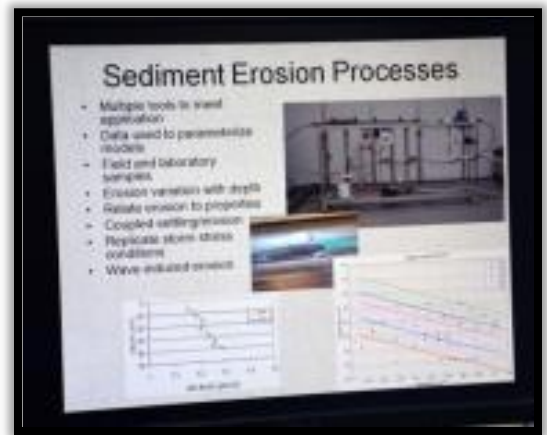 Sediment Erosion Processes
• Multiple tools to meet
application
• Data used to parameterize
models
• Field and laboratory
samples
• Erosion variation with depth
• Relate erosion to properties
• Coupled settling/erosion
• Replicate storm stress
conditions
• Wave-induced erosion